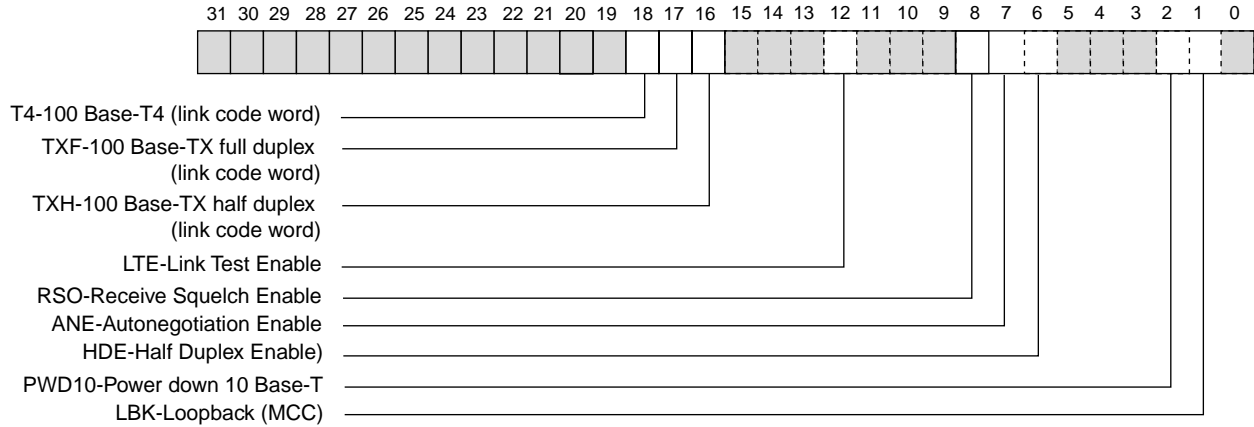 31 30 29 28 27 26 25 24 23 22 21 20 19 18 17 16 15 14 13 12 11 10 9 8 7 6 5 4 3 2 1 0
T4-100 Base-T4 (link code word)
TXF-100 Base-TX full duplex
(link code word)
TXH-100 Base-TX half duplex
(link code word)
LTE-Link Test Enable
RSO-Receive Squelch Enable
ANE-Autonegotiation Enable
HDE-Half Duplex Enable)
PWD10-Power down 10 Base-T
LBK-Loopback (MCC)